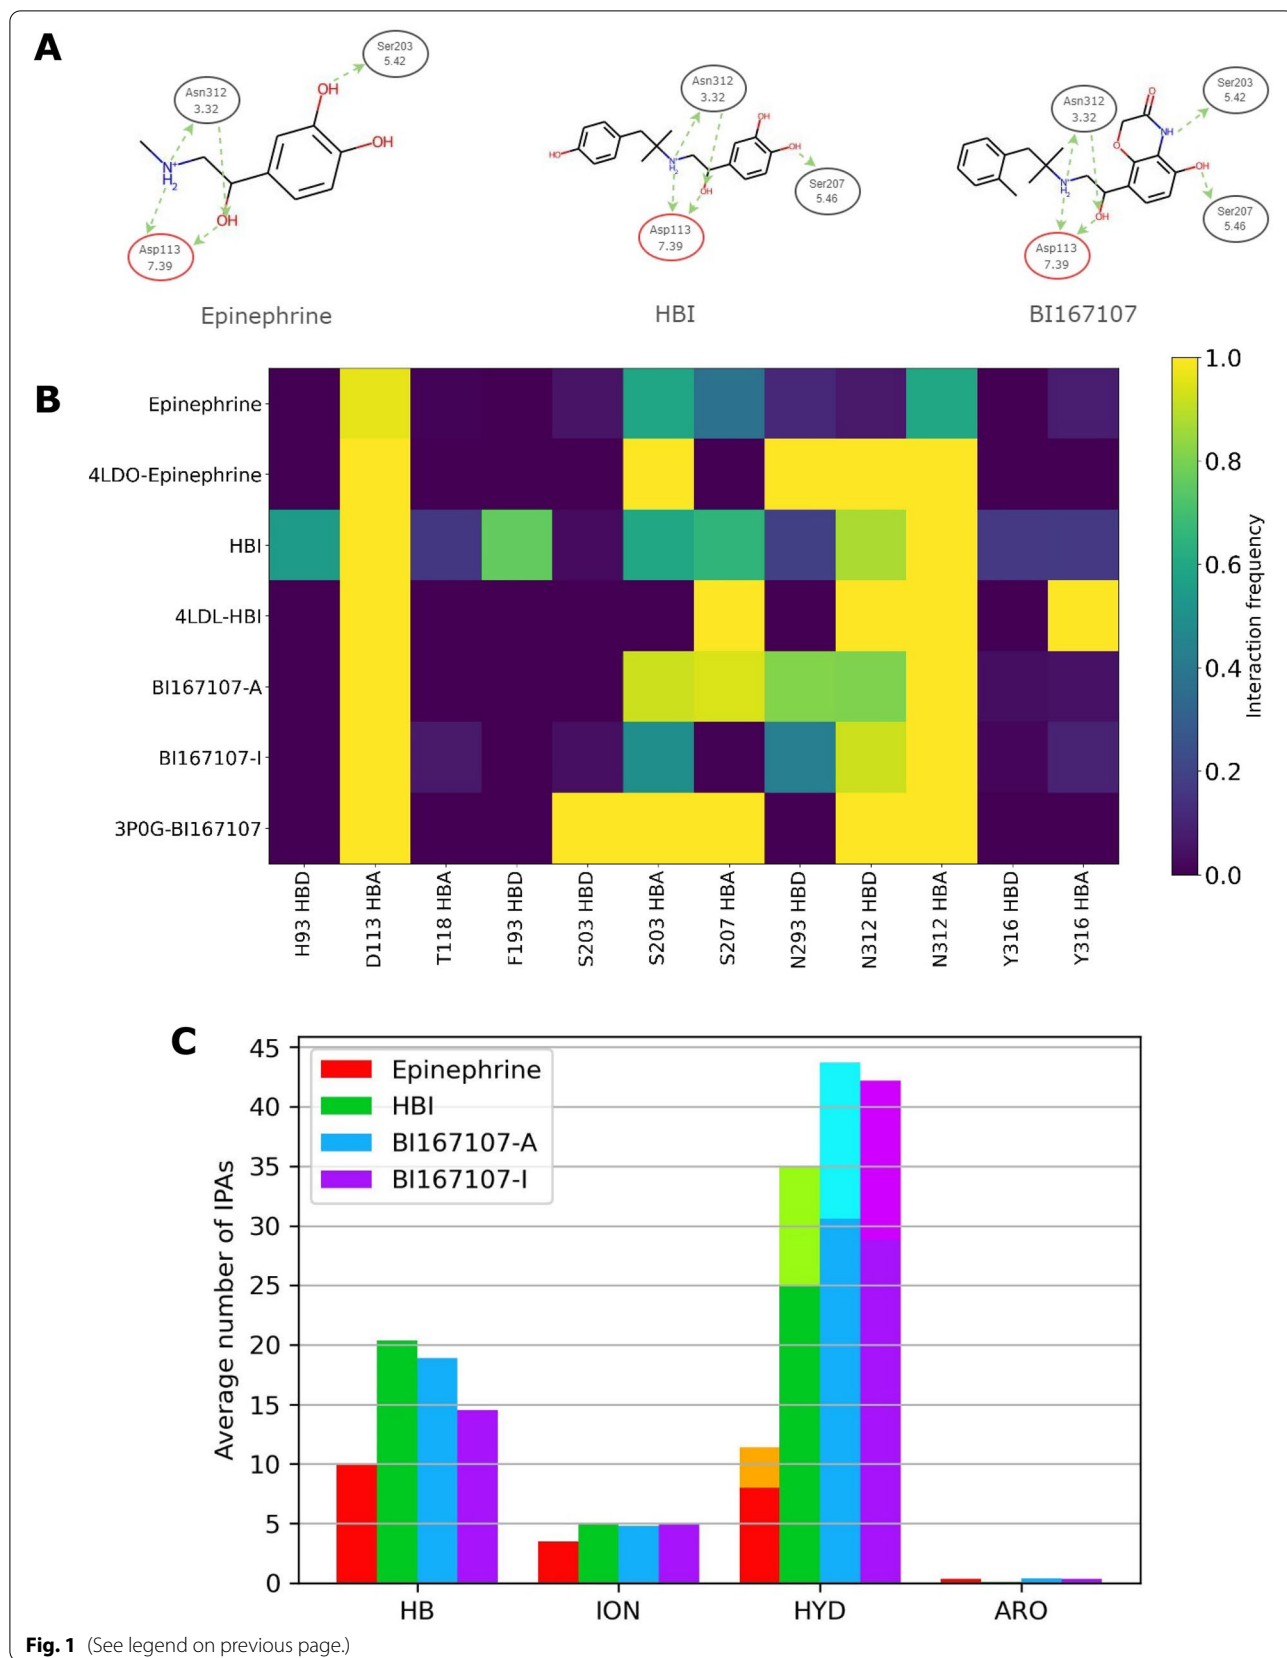 A
Ser203
5.42
Asn312
3.32
OH
OH
N+
H2
OH
Asp113
7.39
Epinephrine
Asn312
3.32
OH
OH
HO
N+
H2
OH
Ser207
5.46
Asp113
7.39
HBI
Asn312
3.32
Ser203
5.42
O
NH
O
OH
N+
H2
OH
Ser207
5.46
Asp113
7.39
BI167107
B
Epinephrine
4LDO-Epinephrine
HBI
4LDL-HBI
BI167107-A
BI167107-I
3P0G-BI167107
H93 HBD
D113 HBA
T118 HBA
F193 HBD
S203 HBD
S203 HBA
S207 HBA
N293 HBD
N312 HBD
N312 HBA
Y316 HBD
Y316 HBA
1.0
0.8
0.6
0.4
0.2
0.0
Interaction frequency
C
Epinephrine
HBI
BI167107-A
BI167107-I
45
40
35
30
25
20
15
10
5
0
Average number of IPAs
HB
ION
HYD
ARO
Fig. 1 (See legend on previous page.)